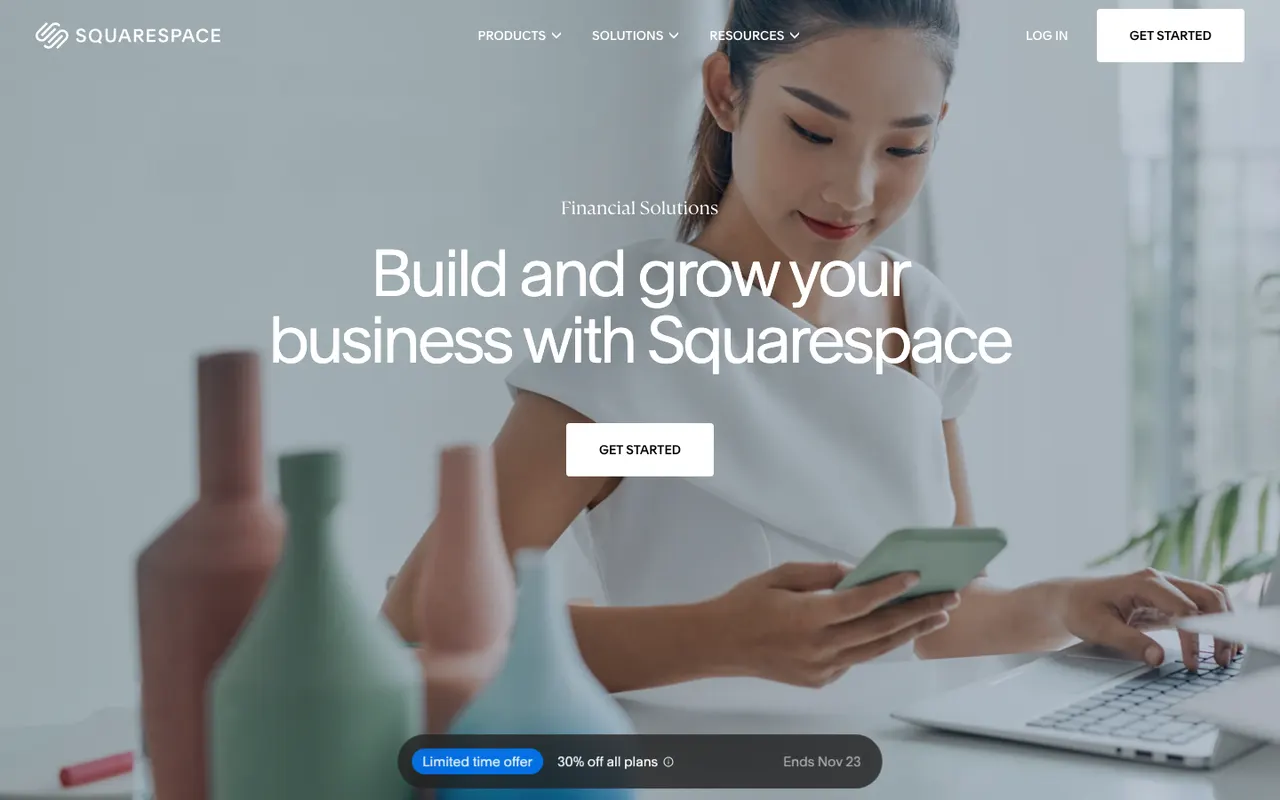 SQUARESPACE
PRODUCTS
SOLUTIONS
RESOURCES
LOG IN
GET STARTED
Financial Solutions
Build and grow your
business with Squarespace
GET STARTED
Limited time offer
30% off all plans
Ends Nov 23